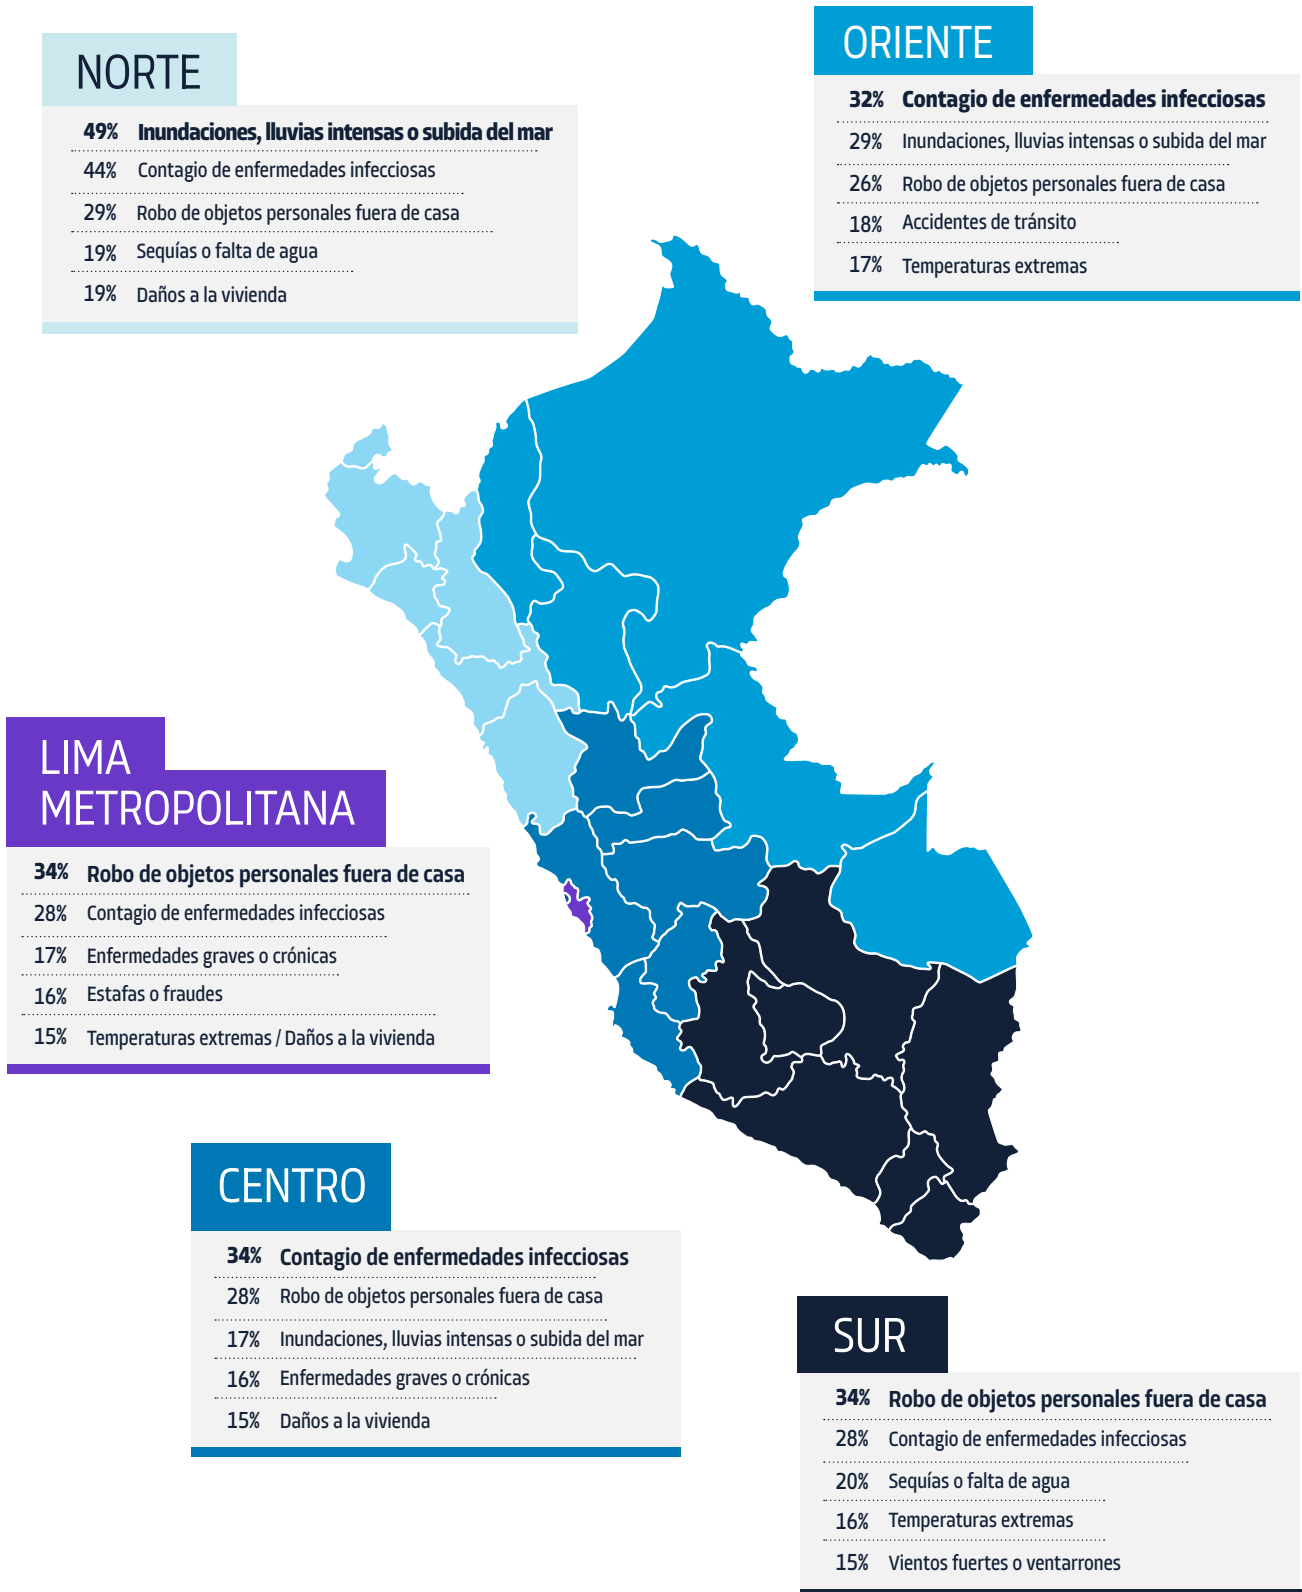 NORTE
49% Inundaciones, lluvias intensas o subida del mar
44% Contagio de enfermedades infecciosas
29% Robo de objetos personales fuera de casa
19% Sequías o falta de agua
19% Daños a la vivienda
ORIENTE
32% Contagio de enfermedades infecciosas
29% Inundaciones, lluvias intensas o subida del mar
26% Robo de objetos personales fuera de casa
18% Accidentes de tránsito
17% Temperaturas extremas
LIMA
METROPOLITANA
34% Robo de objetos personales fuera de casa
28% Contagio de enfermedades infecciosas
17% Enfermedades graves o crónicas
16% Estafas o fraudes
15% Temperaturas extremas / Daños a la vivienda
CENTRO
34% Contagio de enfermedades infecciosas
28% Robo de objetos personales fuera de casa
17% Inundaciones, lluvias intensas o subida del mar
16% Enfermedades graves o crónicas
15% Daños a la vivienda
SUR
34% Robo de objetos personales fuera de casa
28% Contagio de enfermedades infecciosas
20% Sequías o falta de agua
16% Temperaturas extremas
15% Vientos fuertes o ventarrones